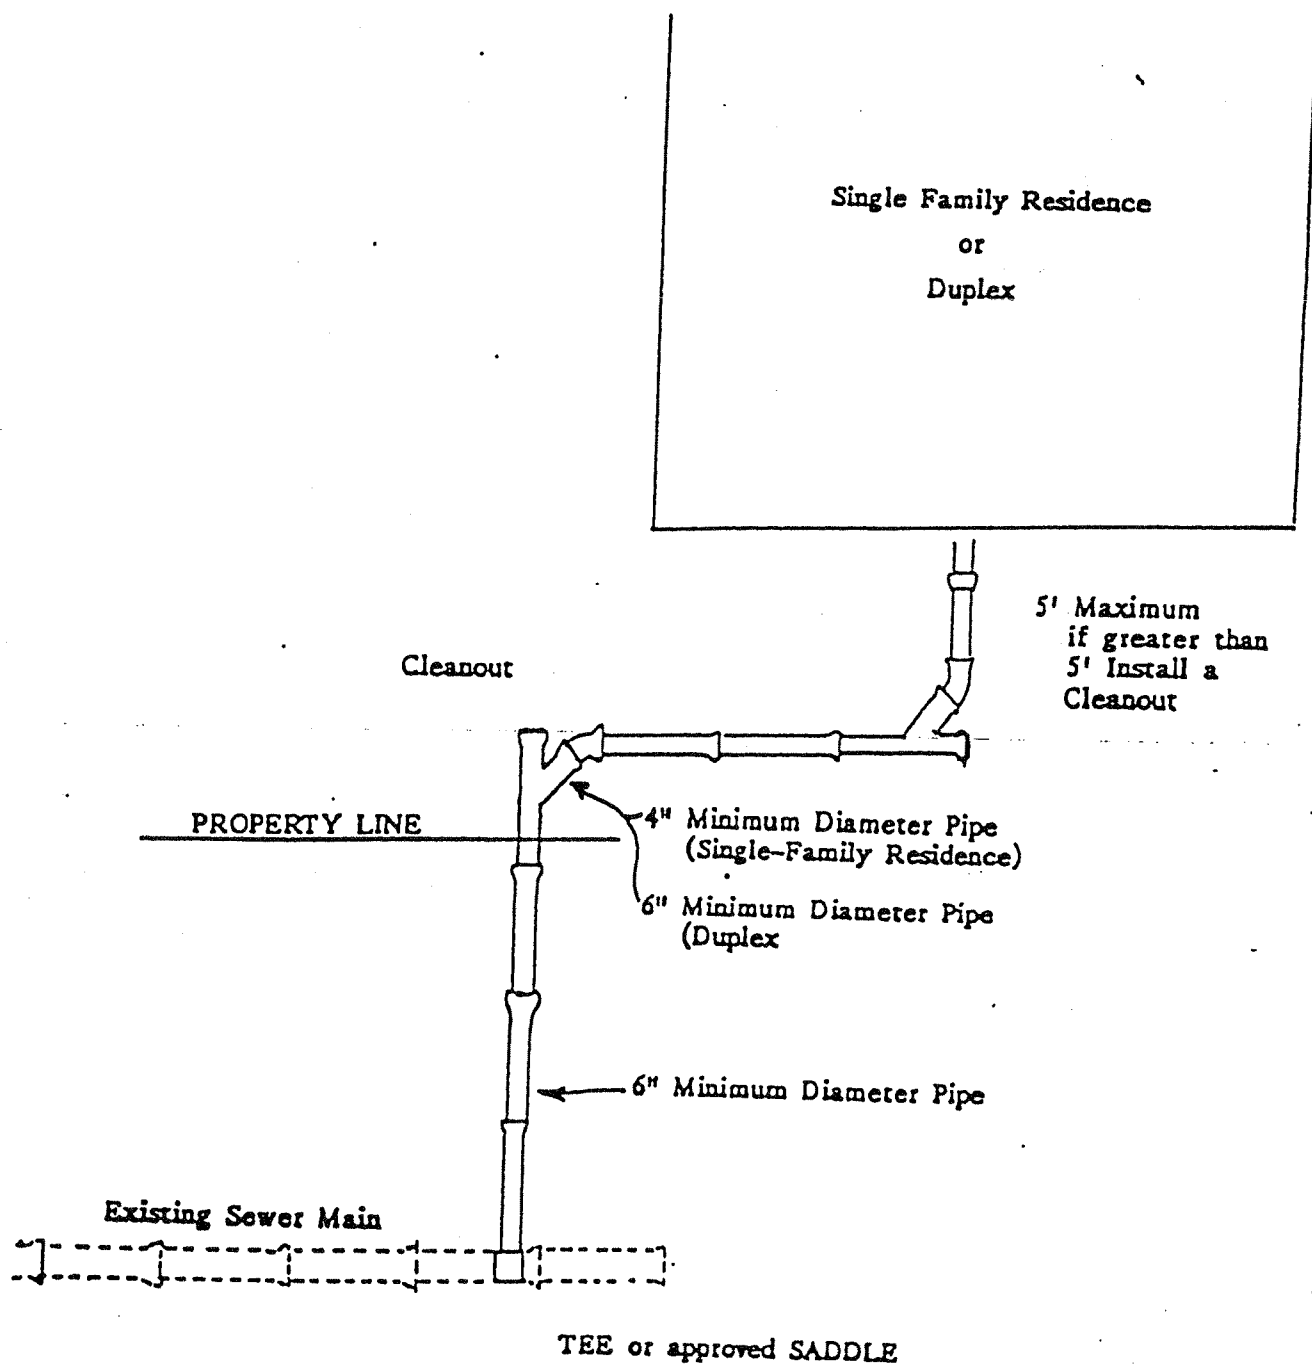 Single Family Residence
or
Duplex
5' Maximum
if greater than
5' Install a
Cleanout
Cleanout
PROPERTY LINE
4" Minimum Diameter Pipe
(Single-Family Residence)
6" Minimum Diameter Pipe
(Duplex
6" Minimum Diameter Pipe
Existing Sewer Main
TEE or approved SADDLE